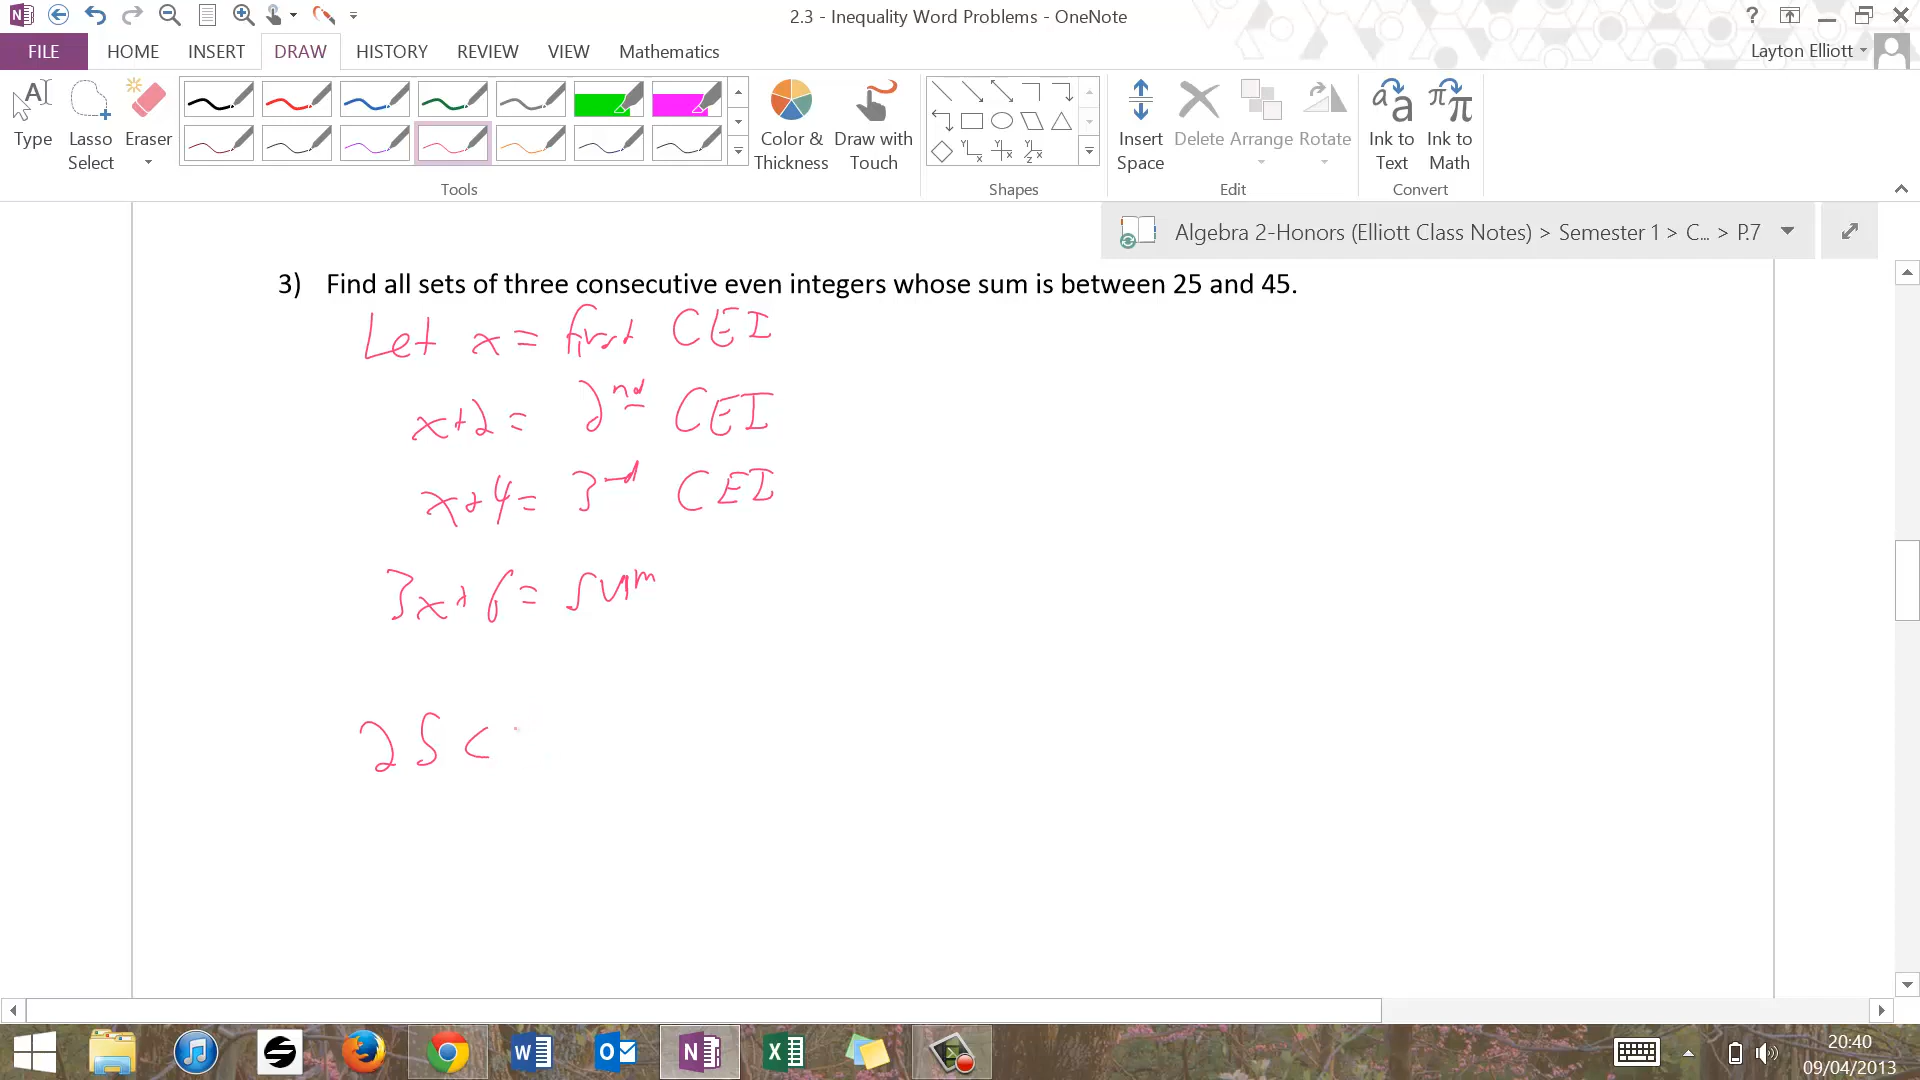 2.3 - Inequality Word Problems - OneNote
?
FILE HOME INSERT DRAW HISTORY REVIEW VIEW Mathematics
Layton Elliott
Type
Lasso Select
Eraser
Color & Thickness
Draw with Touch
Insert Space
Delete
Arrange
Rotate
Ink to Text
Ink to Math
Tools
Shapes
Edit
Convert
Algebra 2-Honors (Elliott Class Notes) > Semester 1 > C... > P.7
3) Find all sets of three consecutive even integers whose sum is between 25 and 45.
Let x = first CEI
x+2 = 2nd CEI
x+4 = 3rd CEI
3x+6 = sum
25 <
20:40
09/04/2013